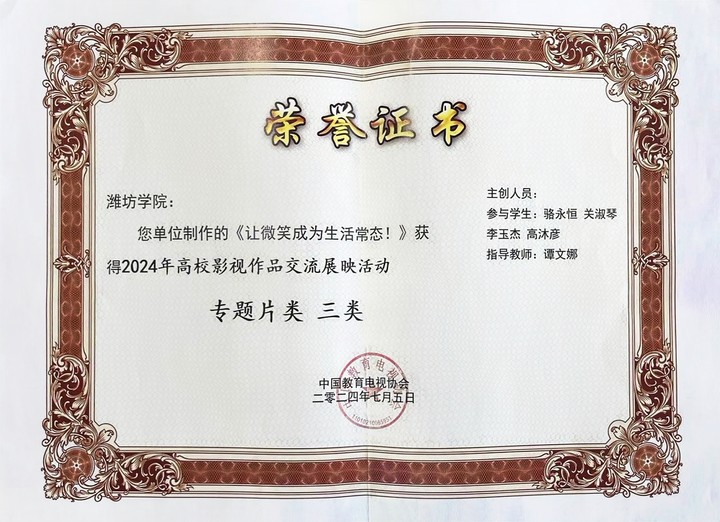 荣誉证书
潍坊学院：
您单位制作的《让微笑成为生活常态！》获
得2024年高校影视作品交流展映活动
专题片类 三类
主创人员：
参与学生：骆永恒 关淑琴
李玉杰 高沐彦
指导教师：谭文娜
中国教育电视协会
二零二四年七月五日